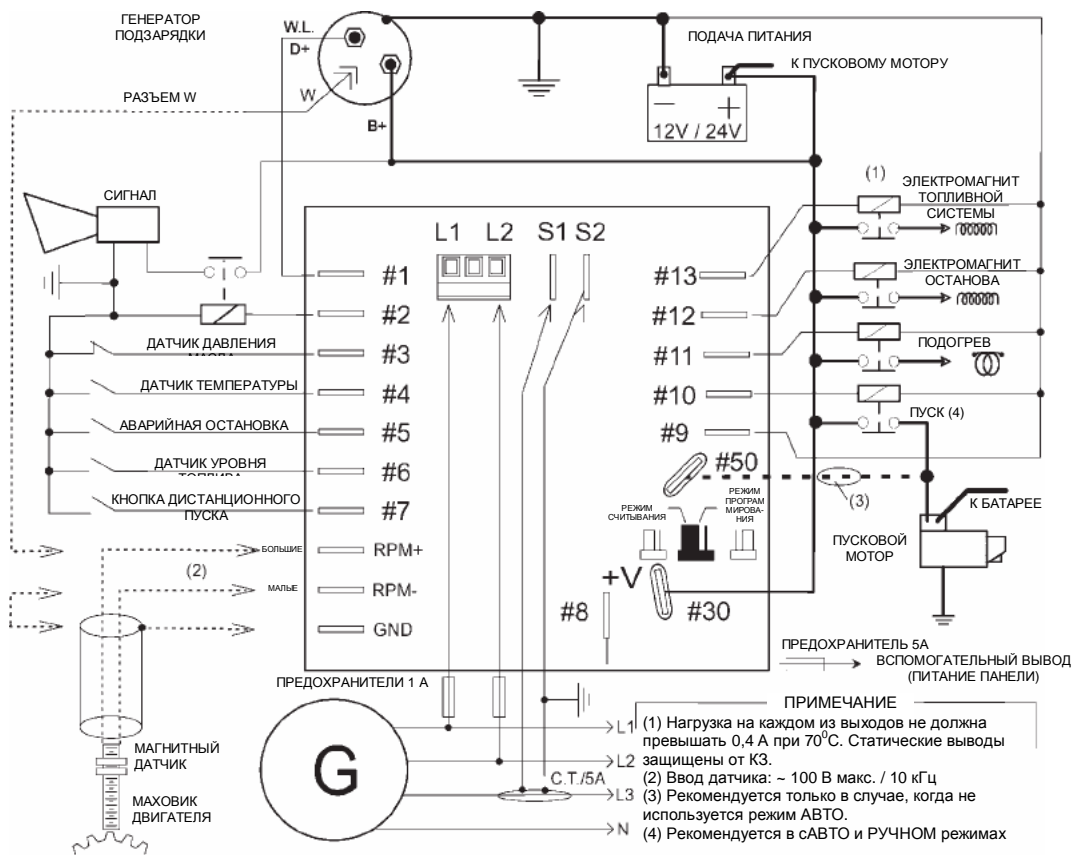 ГЕНЕРАТОР
ПОДЗАРЯДКИ
W.L.
D+
W
B+
РАЗЪЕМ W
ПОДАЧА ПИТАНИЯ
К ПУСКОВОМУ МОТОРУ
− +
12V / 24V
СИГНАЛ
(1)
ЭЛЕКТРОМАГНИТ
ТОПЛИВНОЙ
СИСТЕМЫ
ЭЛЕКТРОМАГНИТ
ОСТАНОВА
ПОДОГРЕВ
ПУСК (4)
L1 L2 S1 S2
#1
#2
#3
#4
#5
#6
#7
RPM+
RPM-
GND
#13
#12
#11
#10
#9
#50
#30
+V
#8
ДАТЧИК ДАВЛЕНИЯ
ДАТЧИК ТЕМПЕРАТУРЫ
АВАРИЙНАЯ ОСТАНОВКА
ДАТЧИК УРОВНЯ
КНОПКА ДИСТАНЦИОННОГО
ПУСКА
БОЛЬШИЕ
(2)
МАЛЫЕ
РЕЖИМ
СЧИТЫВАНИЯ
РЕЖИМ
ПРОГРАМ
МИРОВА-
НИЯ
(3)
К БАТАРЕЕ
ПУСКОВОЙ
МОТОР
ПРЕДОХРАНИТЕЛЬ 5А
ВСПОМОГАТЕЛЬНЫЙ ВЫВОД
(ПИТАНИЕ ПАНЕЛИ)
ПРЕДОХРАНИТЕЛИ 1 А
G
L1
L2
L3
N
С.Т./5А
МАГНИТНЫЙ
ДАТЧИК
МАХОВИК
ДВИГАТЕЛЯ
ПРИМЕЧАНИЕ
(1) Нагрузка на каждом из выходов не должна
превышать 0,4 А при 70⁰С. Статические выводы
защищены от КЗ.
(2) Ввод датчика: ~ 100 В макс. / 10 кГц
(3) Рекомендуется только в случае, когда не
используется режим АВТО.
(4) Рекомендуется в сАВТО и РУЧНОМ режимах